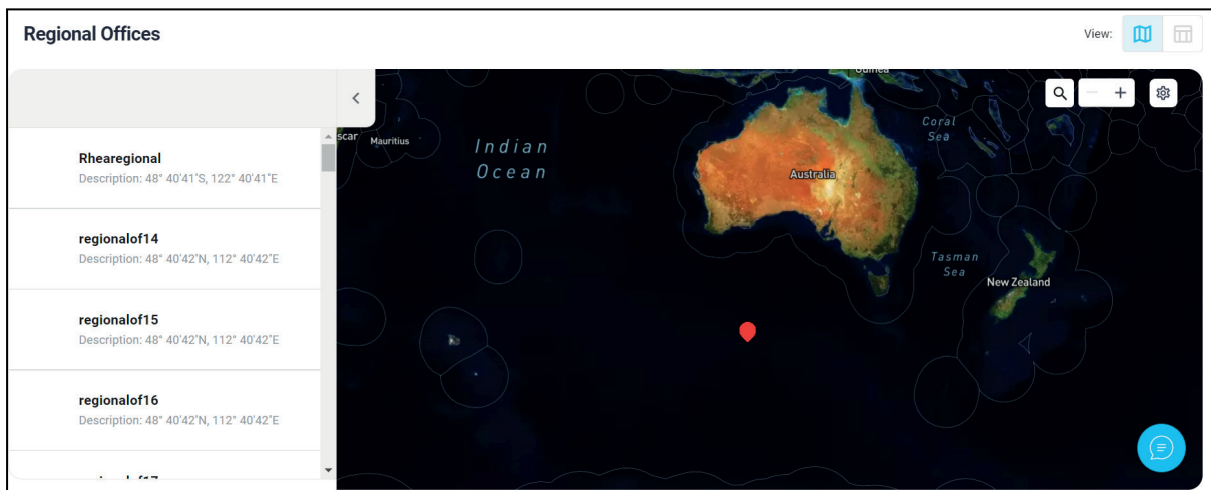 Regional Offices
View:
Rhearegional
Description: 48° 40'41"S, 122° 40'41"E
regionalof14
Description: 48° 40'42"N, 112° 40'42"E
regionalof15
Description: 48° 40'42"N, 112° 40'42"E
regionalof16
Description: 48° 40'42"N, 112° 40'42"E
scar
Mauritius
Indian
Ocean
Guinea
Coral
Sea
Australia
Tasman
Sea
New Zealand